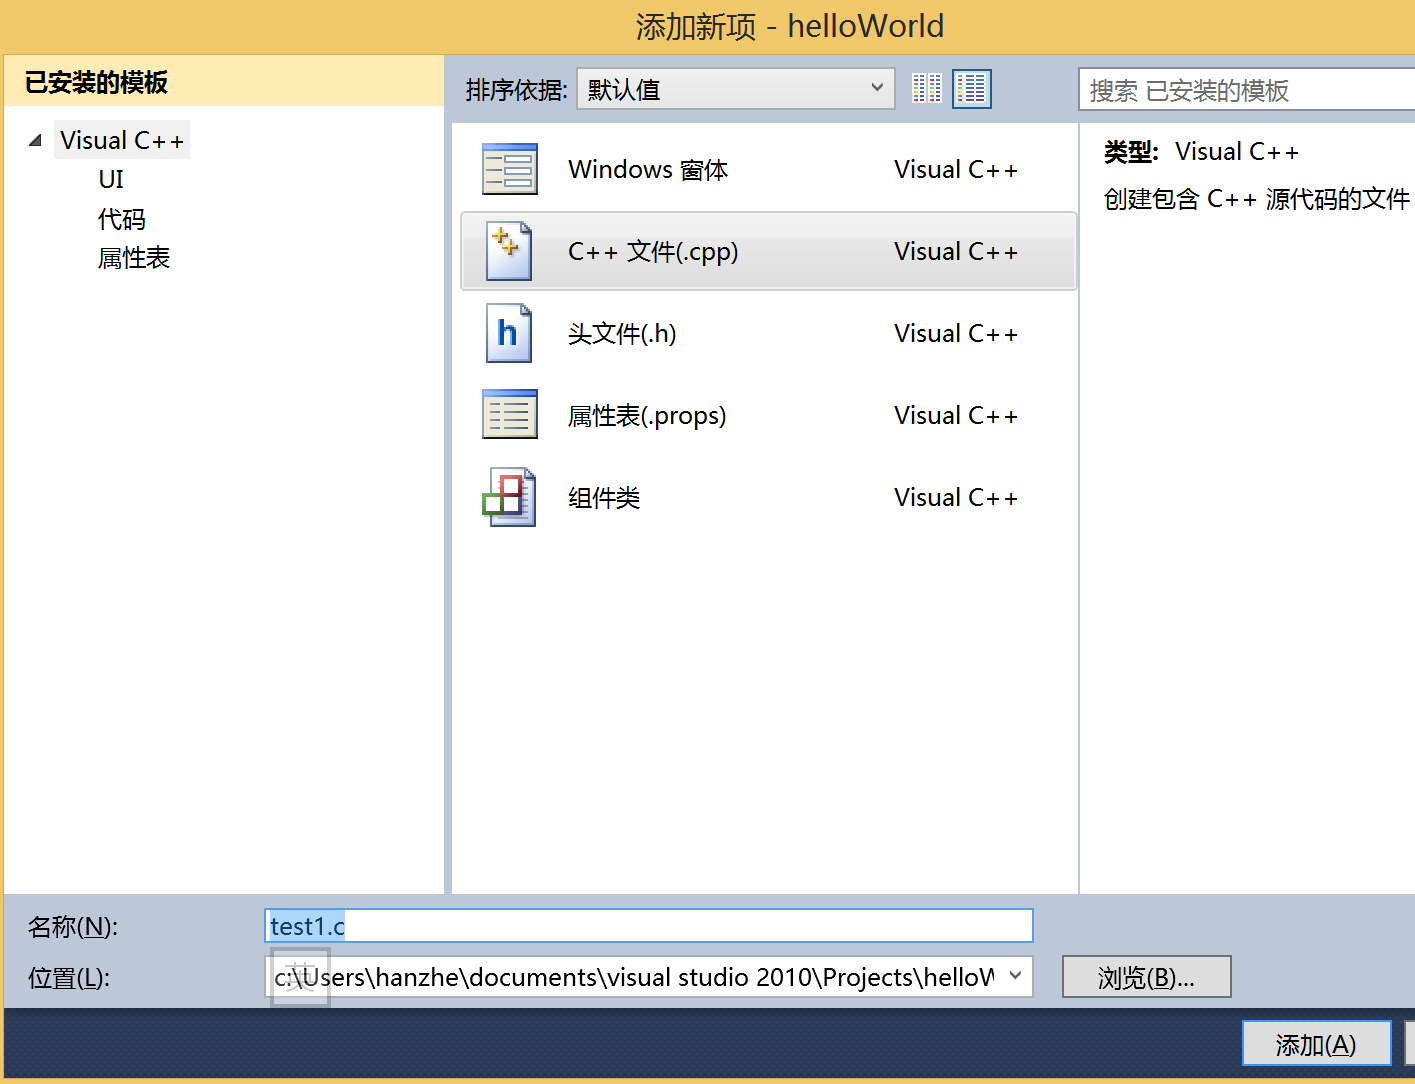 添加新项 - helloWorld
已安装的模板
排序依据: 默认值
搜索 已安装的模板
Visual C++
UI
代码
属性表
Windows 窗体 Visual C++
C++ 文件(.cpp) Visual C++
头文件(.h) Visual C++
属性表(.props) Visual C++
组件类 Visual C++
类型: Visual C++
创建包含 C++ 源代码的文件
名称(N): test1.c
位置(L): c:\Users\hanzhe\documents\visual studio 2010\Projects\helloW
英
浏览(B)...
添加(A)